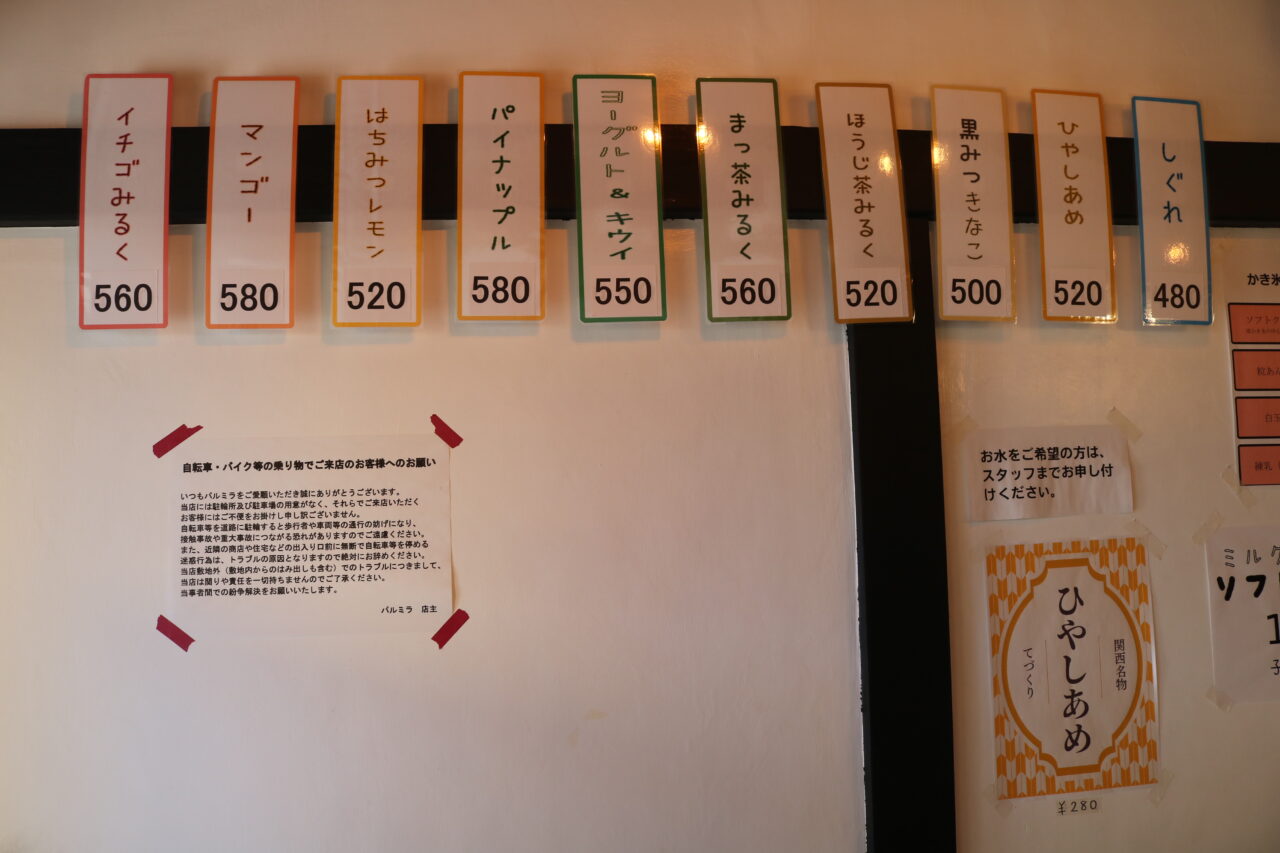 イチゴみるく
560
マンゴー
580
はちみつレモン
520
パイナップル
580
ヨーグルト&キウイ
550
まっ茶みるく
560
ほうじ茶みるく
520
黒みつきなこ
500
ひやしあめ
520
しぐれ
480
自転車・バイク等の乗り物でご来店のお客様へのお願い
いつもパルミラをご愛顧いただき誠にありがとうございます。
当店には駐輪所及び駐車場の用意がなく、それらでご来店いただく
お客様にはご不便をお掛けし申し訳ございません。
自転車等を道路に駐輪すると歩行者や車両等の通行の妨げになり、
接触事故や重大事故につながる恐れがありますのでご遠慮ください。
また、近隣の商店や住宅などの出入り口前に無断で自転車等を停める
迷惑行為は、トラブルの原因となりますので絶対にお辞めください。
当店敷地外（敷地内からのはみ出しも含む）でのトラブルにつきまして、
当店は関りや責任を一切持ちませんのでご了承ください。
当事者間での紛争解決をお願いいたします。
パルミラ 店主
お水をご希望の方は、
スタッフまでお申し付
けください。
関西名物
ひやしあめ
てづくり
¥280
かき氷
ソフトク
粒あん
白玉
練乳
ミルク
ソフ
1
子